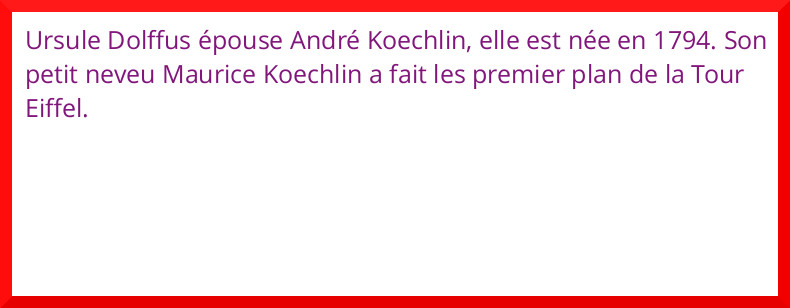 Ursule Dolffus épouse André Koechlin, elle est née en 1794. Son
petit neveu Maurice Koechlin a fait les premier plan de la Tour
Eiffel.